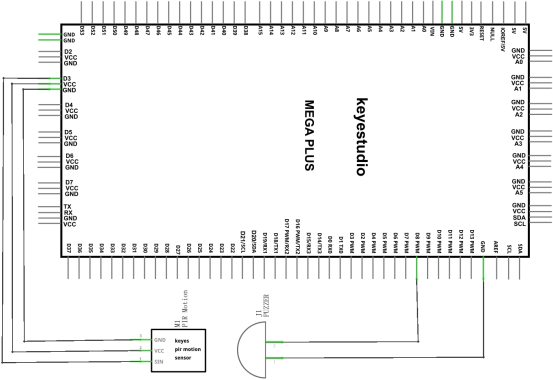 D53
D52
D51
D50
D49
D48
D47
D46
D45
D44
D43
D42
D41
D40
D39
D38
A15
A14
A13
A12
A11
A10
A9
A8
A7
A6
A5
A4
A3
A2
A1
A0
VIN
GND
GND
5V
3V3
RESET
NULL
IOREF/5V
5V
5V
GND
GND
D2
VCC
GND
D3
VCC
GND
D4
VCC
GND
D5
VCC
GND
D6
VCC
GND
D7
VCC
GND
TX
RX
GND
VCC
GND
VCC
A0
GND
VCC
A1
GND
VCC
A2
GND
VCC
A3
GND
VCC
A4
GND
VCC
A5
GND
VCC
SDA
SCL
keyestudio
MEGA PLUS
D37
D36
D35
D34
D33
D32
D31
D30
D29
D28
D27
D26
D25
D24
D23
D22
D21/SCL
D20/SDA
D19/RX1
D18/TX1
D17 PWM/RX2
D16 PWM/TX2
D15/RX3
D16/TX3
D0 RXD
D1 TXD
D3 PWM
D2 PWM
D4 PWM
D5 PWM
D6 PWM
D7 PWM
D8 PWM
D9 PWM
D10 PWM
D11 PWM
D12 PWM
D13 PWM
GND
AREF
SCL
SDA
M1
PIR Motion
GND
VCC
SIN
keyes
pir motion
sensor
J1
PUZZER